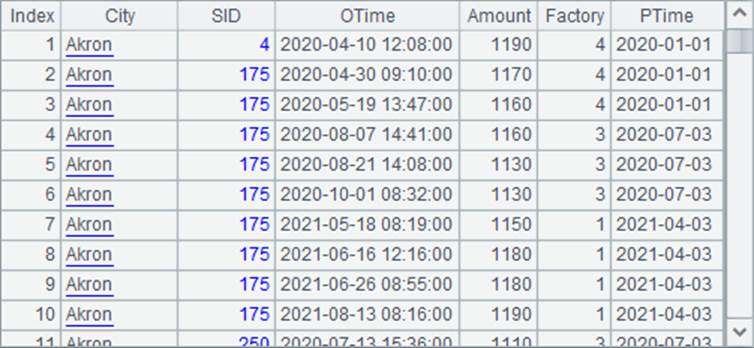 Index City SID OTime Amount Factory PTime
1 Akron 4 2020-04-10 12:08:00 1190 4 2020-01-01
2 Akron 175 2020-04-30 09:10:00 1170 4 2020-01-01
3 Akron 175 2020-05-19 13:47:00 1160 4 2020-01-01
4 Akron 175 2020-08-07 14:41:00 1160 3 2020-07-03
5 Akron 175 2020-08-21 14:08:00 1130 3 2020-07-03
6 Akron 175 2020-10-01 08:32:00 1130 3 2020-07-03
7 Akron 175 2021-05-18 08:19:00 1150 1 2021-04-03
8 Akron 175 2021-06-16 12:16:00 1180 1 2021-04-03
9 Akron 175 2021-06-26 08:55:00 1180 1 2021-04-03
10 Akron 175 2021-08-13 08:16:00 1190 1 2021-04-03
11 Akron 250 2020-07-13 15:36:00 1110 3 2020-07-03